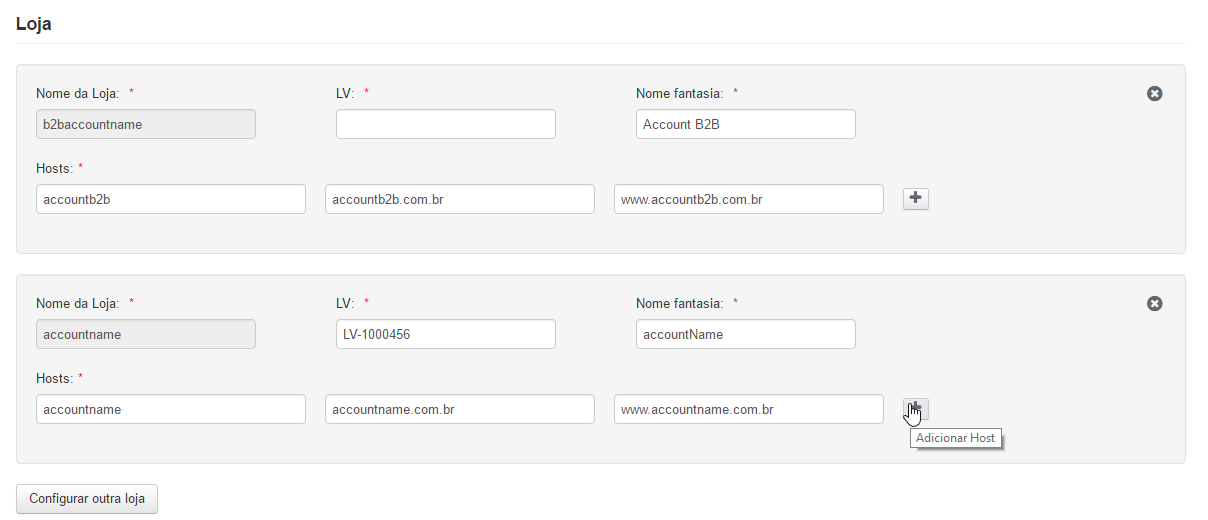 Loja
Nome da Loja: * LV: * Nome fantasia: *
b2baccountname Account B2B
Hosts: *
accountb2b accountb2b.com.br www.accountb2b.com.br
Nome da Loja: * LV: * Nome fantasia: *
accountname LV-1000456 accountName
Hosts: *
accountname accountname.com.br www.accountname.com.br
Adicionar Host
Configurar outra loja